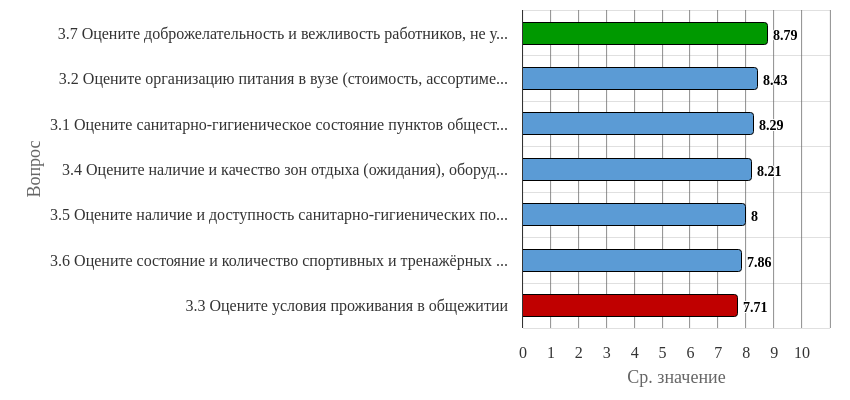 3.7 Оцените доброжелательность и вежливость работников, не у... 8.79
3.2 Оцените организацию питания в вузе (стоимость, ассортиме... 8.43
3.1 Оцените санитарно-гигиеническое состояние пунктов общест... 8.29
3.4 Оцените наличие и качество зон отдыха (ожидания), оборуд... 8.21
3.5 Оцените наличие и доступность санитарно-гигиенических по... 8
3.6 Оцените состояние и количество спортивных и тренажёрных ... 7.86
3.3 Оцените условия проживания в общежитии 7.71
Вопрос
0 1 2 3 4 5 6 7 8 9 10
Ср. значение